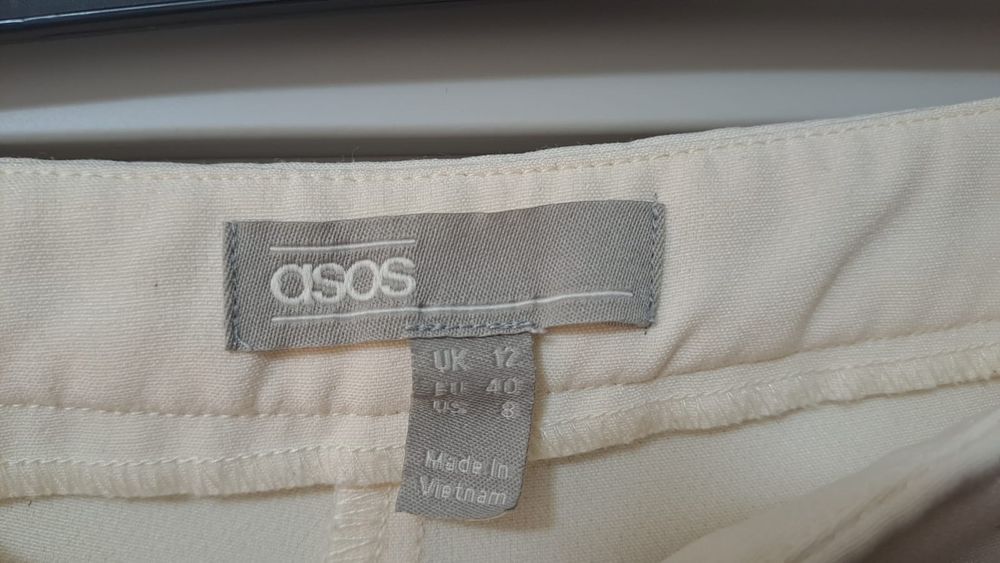 asos
UK 12
EU 40
US 8
Made In
Vietnam